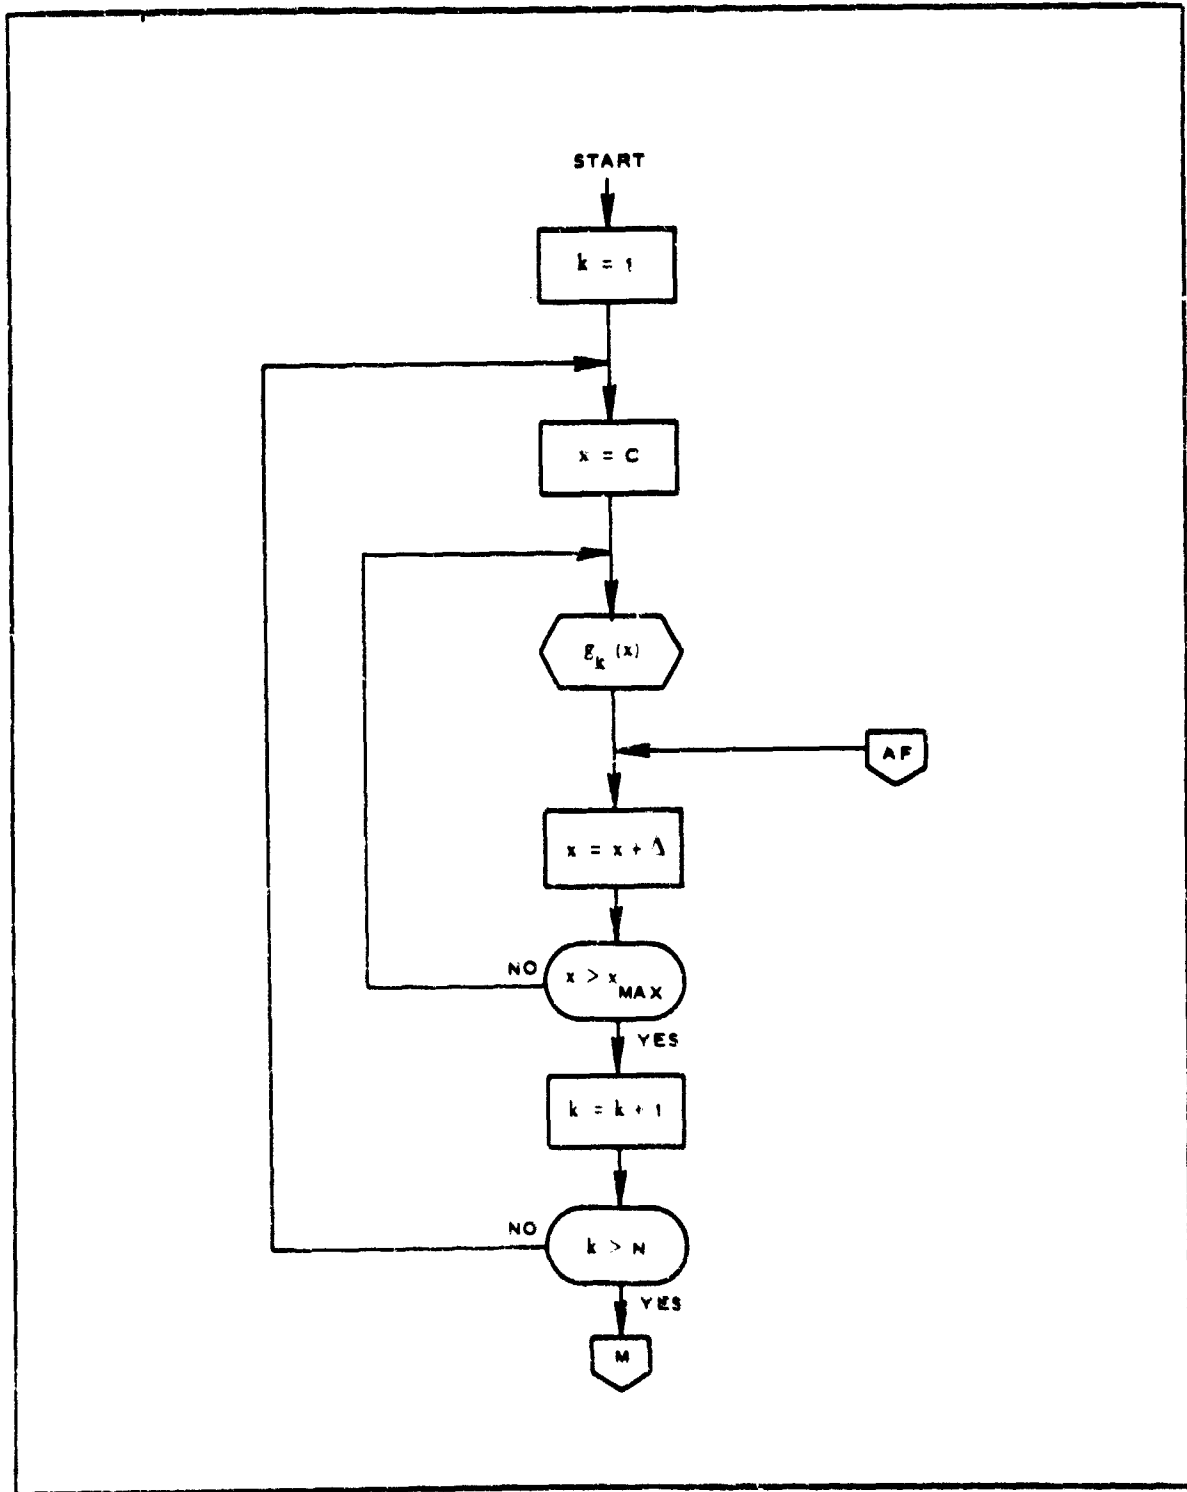 START
k = 1
x = C
g_k (x)
AF
x = x + Δ
NO
x > x_MAX
YES
k = k + 1
NO
k > N
YES
M